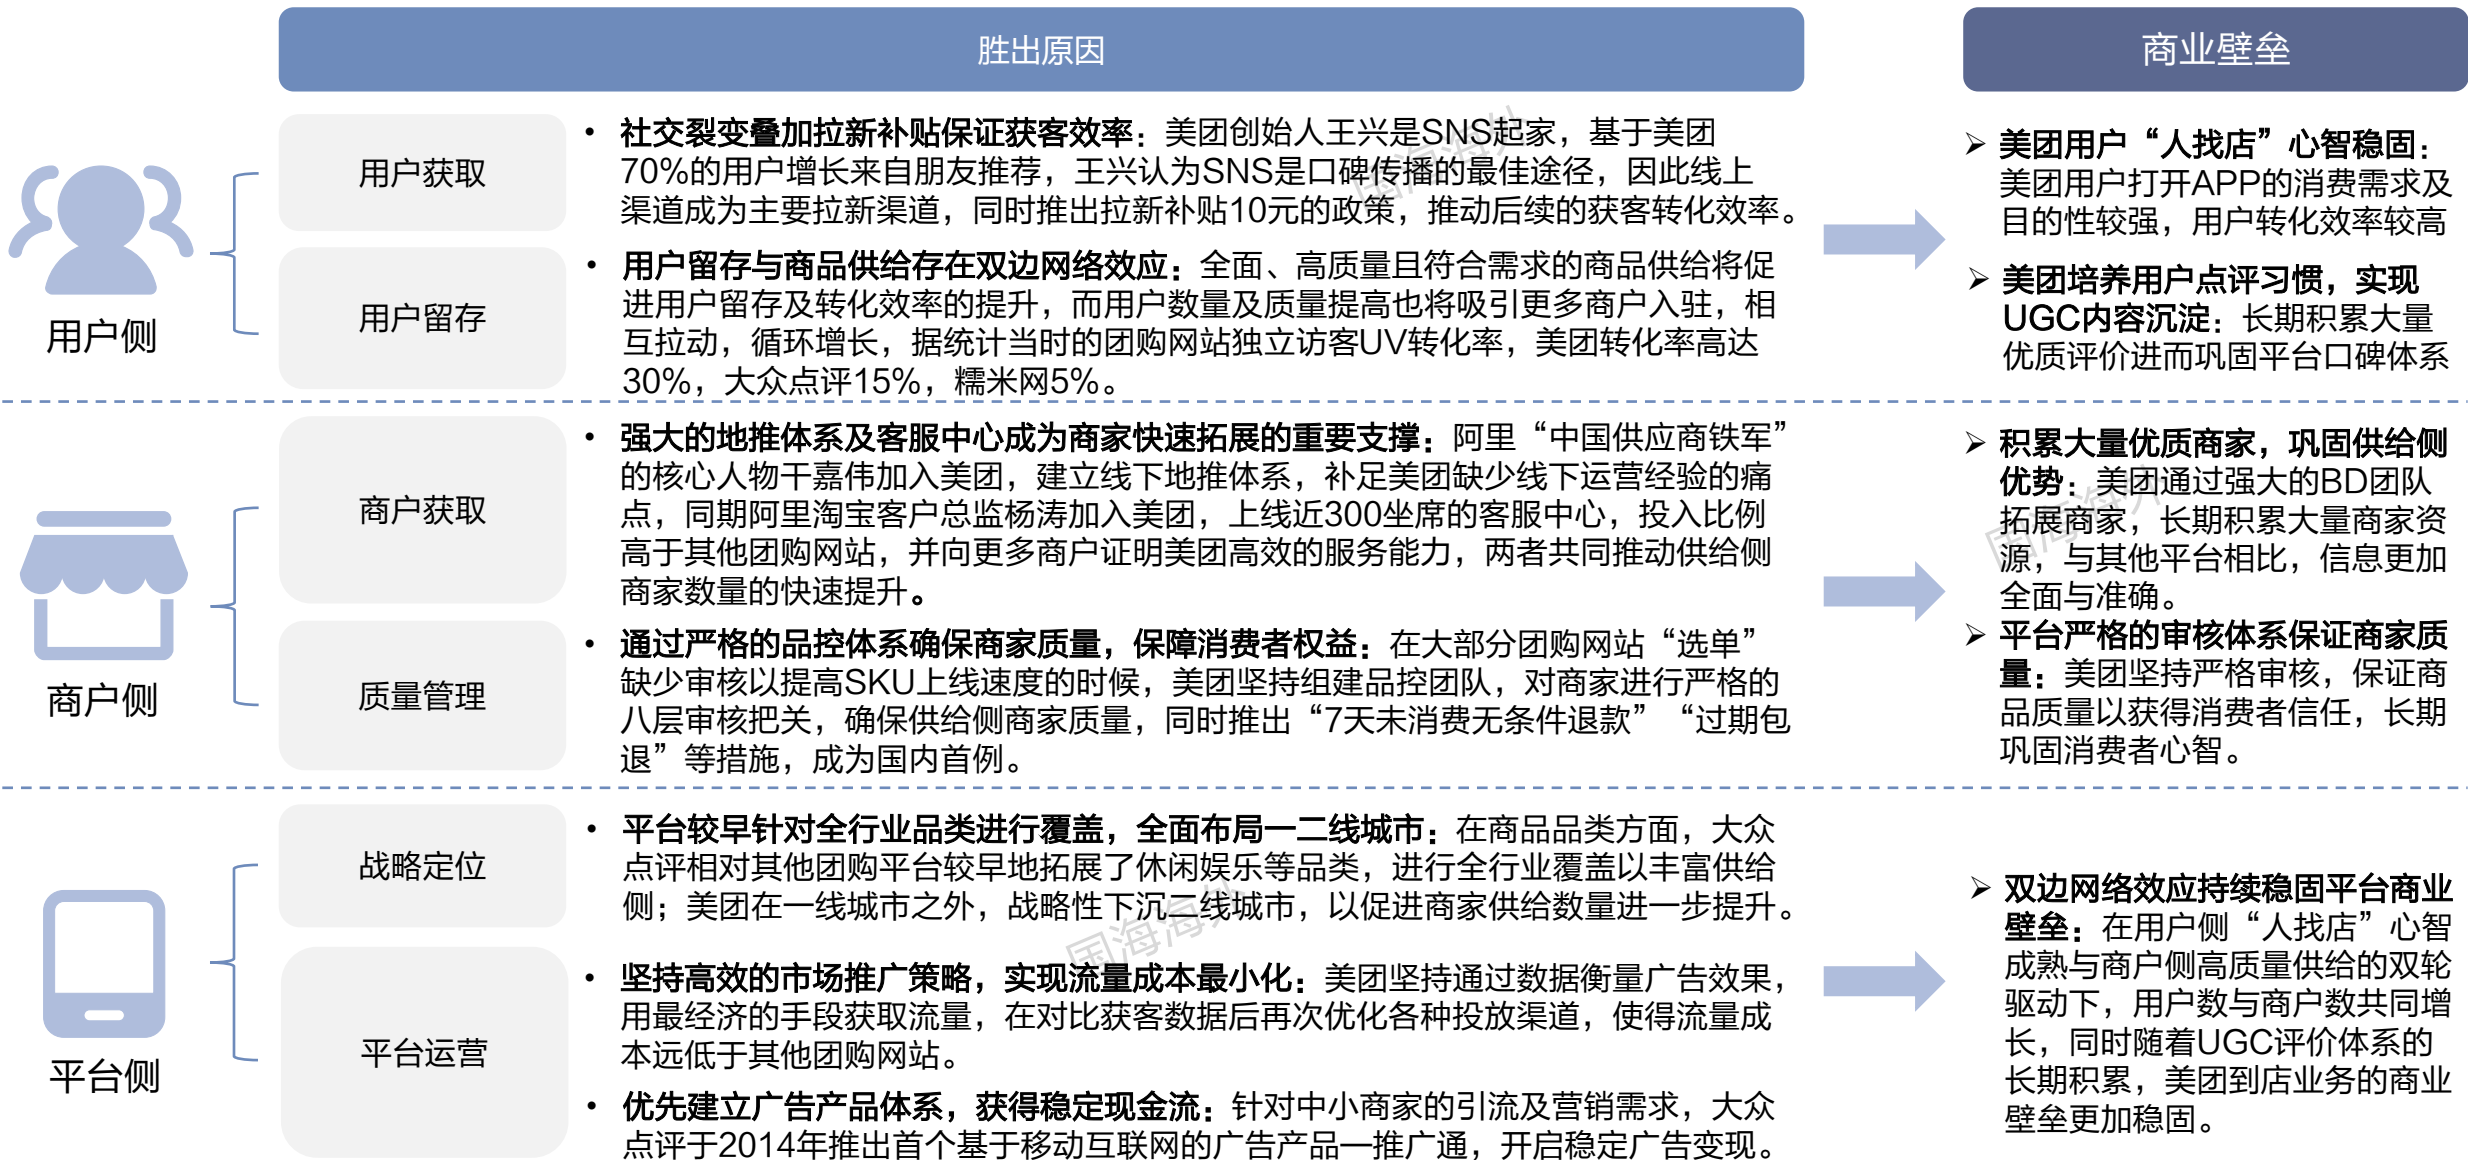 胜出原因
商业壁垒
用户侧
用户获取
• 社交裂变叠加拉新补贴保证获客效率：美团创始人王兴是SNS起家，基于美团
70%的用户增长来自朋友推荐，王兴认为SNS是口碑传播的最佳途径，因此线上
渠道成为主要拉新渠道，同时推出拉新补贴10元的政策，推动后续的获客转化效率。
用户留存
• 用户留存与商品供给存在双边网络效应：全面、高质量且符合需求的商品供给将促
进用户留存及转化效率的提升，而用户数量及质量提高也将吸引更多商户入驻，相
互拉动，循环增长，据统计当时的团购网站独立访客UV转化率，美团转化率高达
30%，大众点评15%，糯米网5%。
➢ 美团用户“人找店”心智稳固：
美团用户打开APP的消费需求及
目的性较强，用户转化效率较高
➢ 美团培养用户点评习惯，实现
UGC内容沉淀：长期积累大量
优质评价进而巩固平台口碑体系
商户侧
商户获取
• 强大的地推体系及客服中心成为商家快速拓展的重要支撑：阿里“中国供应商铁军”
的核心人物干嘉伟加入美团，建立线下地推体系，补足美团缺少线下运营经验的痛
点，同期阿里淘宝客户总监杨涛加入美团，上线近300坐席的客服中心，投入比例
高于其他团购网站，并向更多商户证明美团高效的服务能力，两者共同推动供给侧
商家数量的快速提升。
质量管理
• 通过严格的品控体系确保商家质量，保障消费者权益：在大部分团购网站“选单”
缺少审核以提高SKU上线速度的时候，美团坚持组建品控团队，对商家进行严格的
八层审核把关，确保供给侧商家质量，同时推出“7天未消费无条件退款”“过期包
退”等措施，成为国内首例。
➢ 积累大量优质商家，巩固供给侧
优势：美团通过强大的BD团队
拓展商家，长期积累大量商家资
源，与其他平台相比，信息更加
全面与准确。
➢ 平台严格的审核体系保证商家质
量：美团坚持严格审核，保证商
品质量以获得消费者信任，长期
巩固消费者心智。
平台侧
战略定位
• 平台较早针对全行业品类进行覆盖，全面布局一二线城市：在商品品类方面，大众
点评相对其他团购平台较早地拓展了休闲娱乐等品类，进行全行业覆盖以丰富供给
侧；美团在一线城市之外，战略性下沉二线城市，以促进商家供给数量进一步提升。
平台运营
• 坚持高效的市场推广策略，实现流量成本最小化：美团坚持通过数据衡量广告效果，
用最经济的手段获取流量，在对比获客数据后再次优化各种投放渠道，使得流量成
本远低于其他团购网站。
• 优先建立广告产品体系，获得稳定现金流：针对中小商家的引流及营销需求，大众
点评于2014年推出首个基于移动互联网的广告产品—推广通，开启稳定广告变现。
➢ 双边网络效应持续稳固平台商业
壁垒：在用户侧“人找店”心智
成熟与商户侧高质量供给的双轮
驱动下，用户数与商户数共同增
长，同时随着UGC评价体系的
长期积累，美团到店业务的商业
壁垒更加稳固。
国海海外
国海海外
国海海外